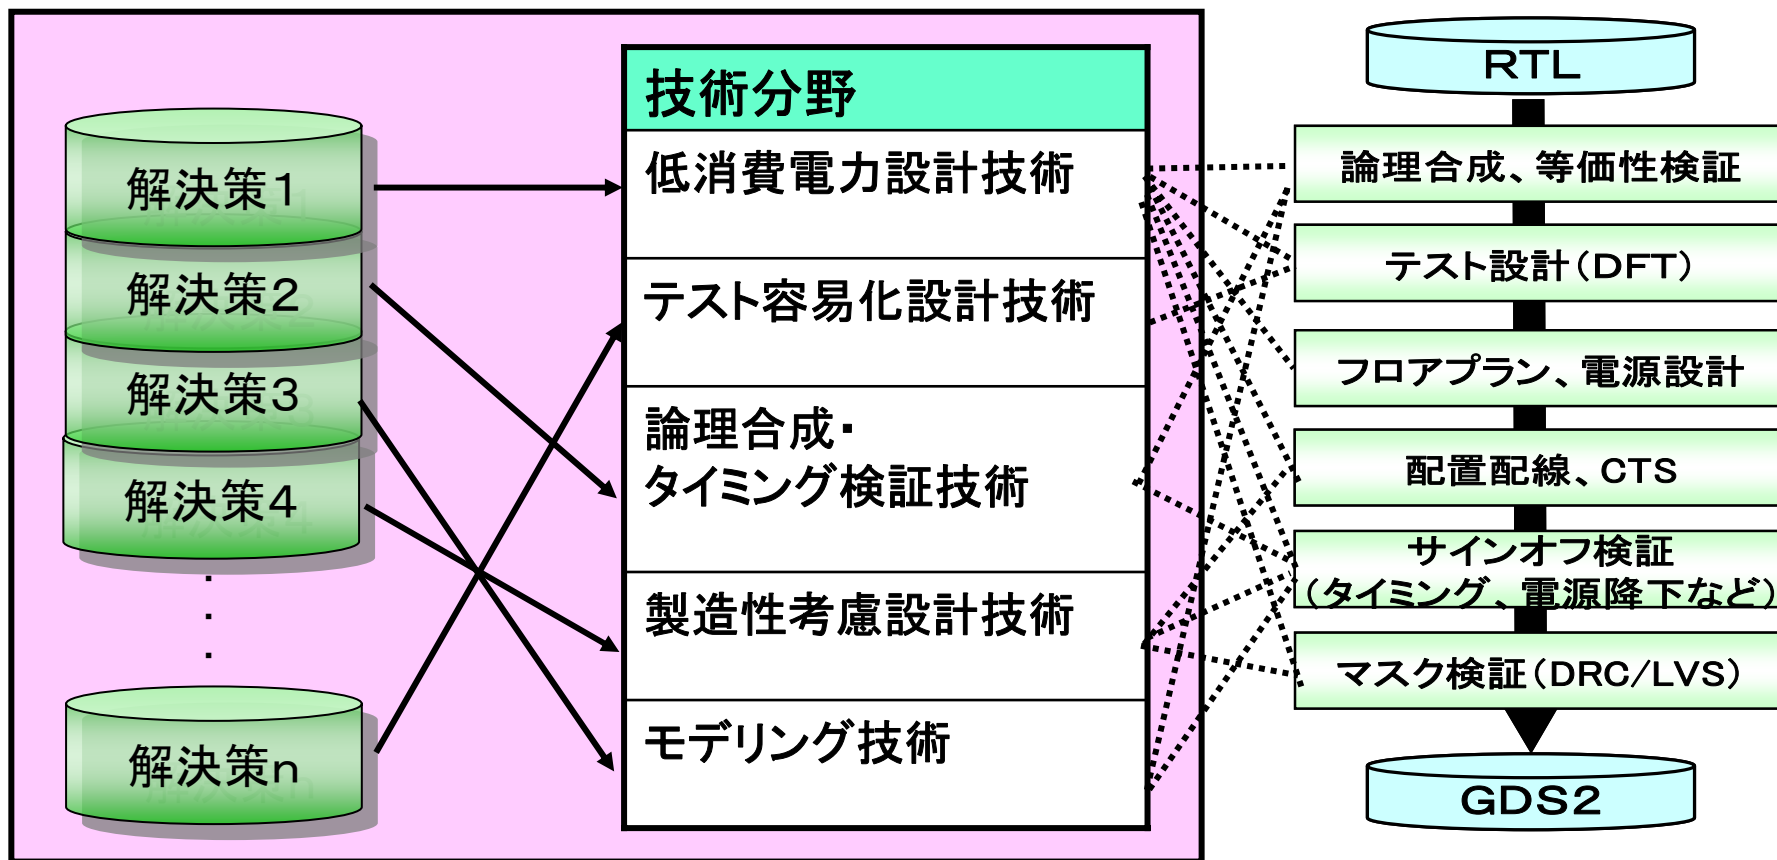 解決策1
解決策2
解決策3
解決策4
・
・
・
解決策n
技術分野
低消費電力設計技術
テスト容易化設計技術
論理合成・
タイミング検証技術
製造性考慮設計技術
モデリング技術
RTL
論理合成、等価性検証
テスト設計(DFT)
フロアプラン、電源設計
配置配線、CTS
サインオフ検証
(タイミング、電源降下など)
マスク検証(DRC/LVS)
GDS2